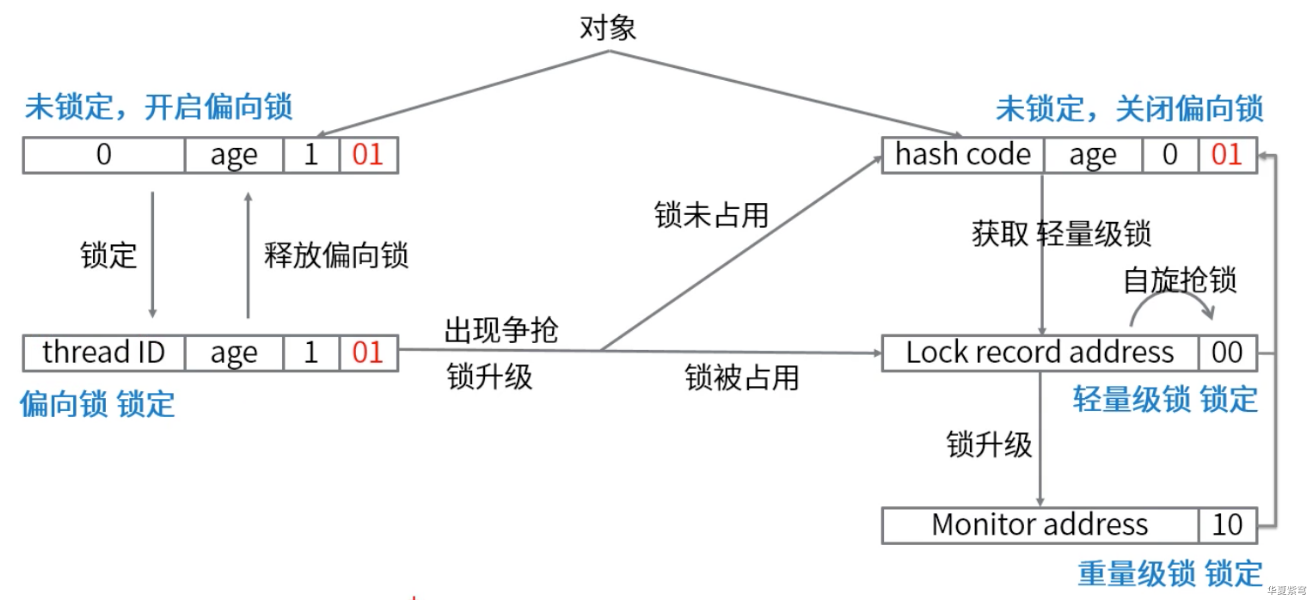 对象
未锁定，开启偏向锁
未锁定，关闭偏向锁
0 age 1 01
hash code age 0 01
锁未占用
获取 轻量级锁
锁定
释放偏向锁
自旋抢锁
出现争抢
thread ID age 1 01
Lock record address 00
锁升级
锁被占用
偏向锁 锁定
轻量级锁 锁定
锁升级
Monitor address 10
重量级锁 锁定
华夏紫穹